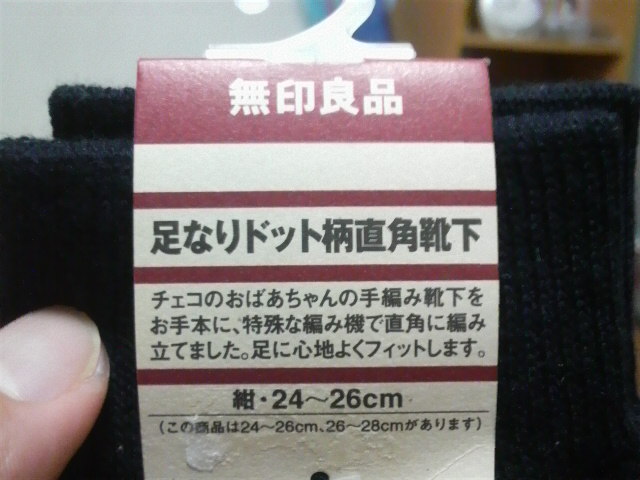 無印良品
足なりドット柄直角靴下
チェコのおばあちゃんの手編み靴下を
お手本に、特殊な編み機で直角に編み
立てました。足に心地よくフィットします。
紺・24〜26cm
（この商品は24〜26cm、26〜28cmがあります）